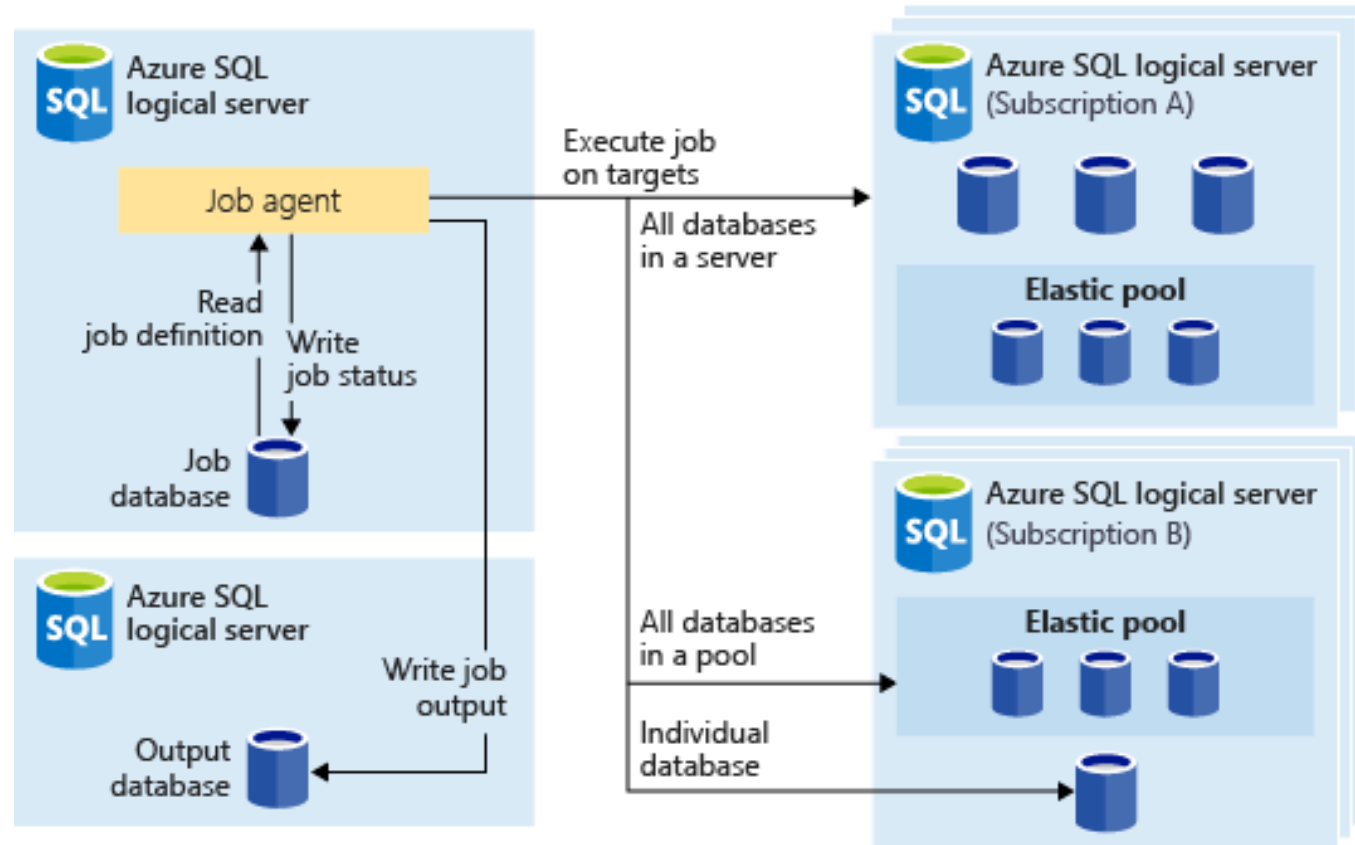 SQL
Azure SQL
logical server
Job agent
Read
job definition
Write
job status
Job
database
SQL
Azure SQL
logical server
Write job
output
Output
database
Execute job
on targets
All databases
in a server
All databases
in a pool
Individual
database
SQL
Azure SQL logical server
(Subscription A)
Elastic pool
SQL
Azure SQL logical server
(Subscription B)
Elastic pool